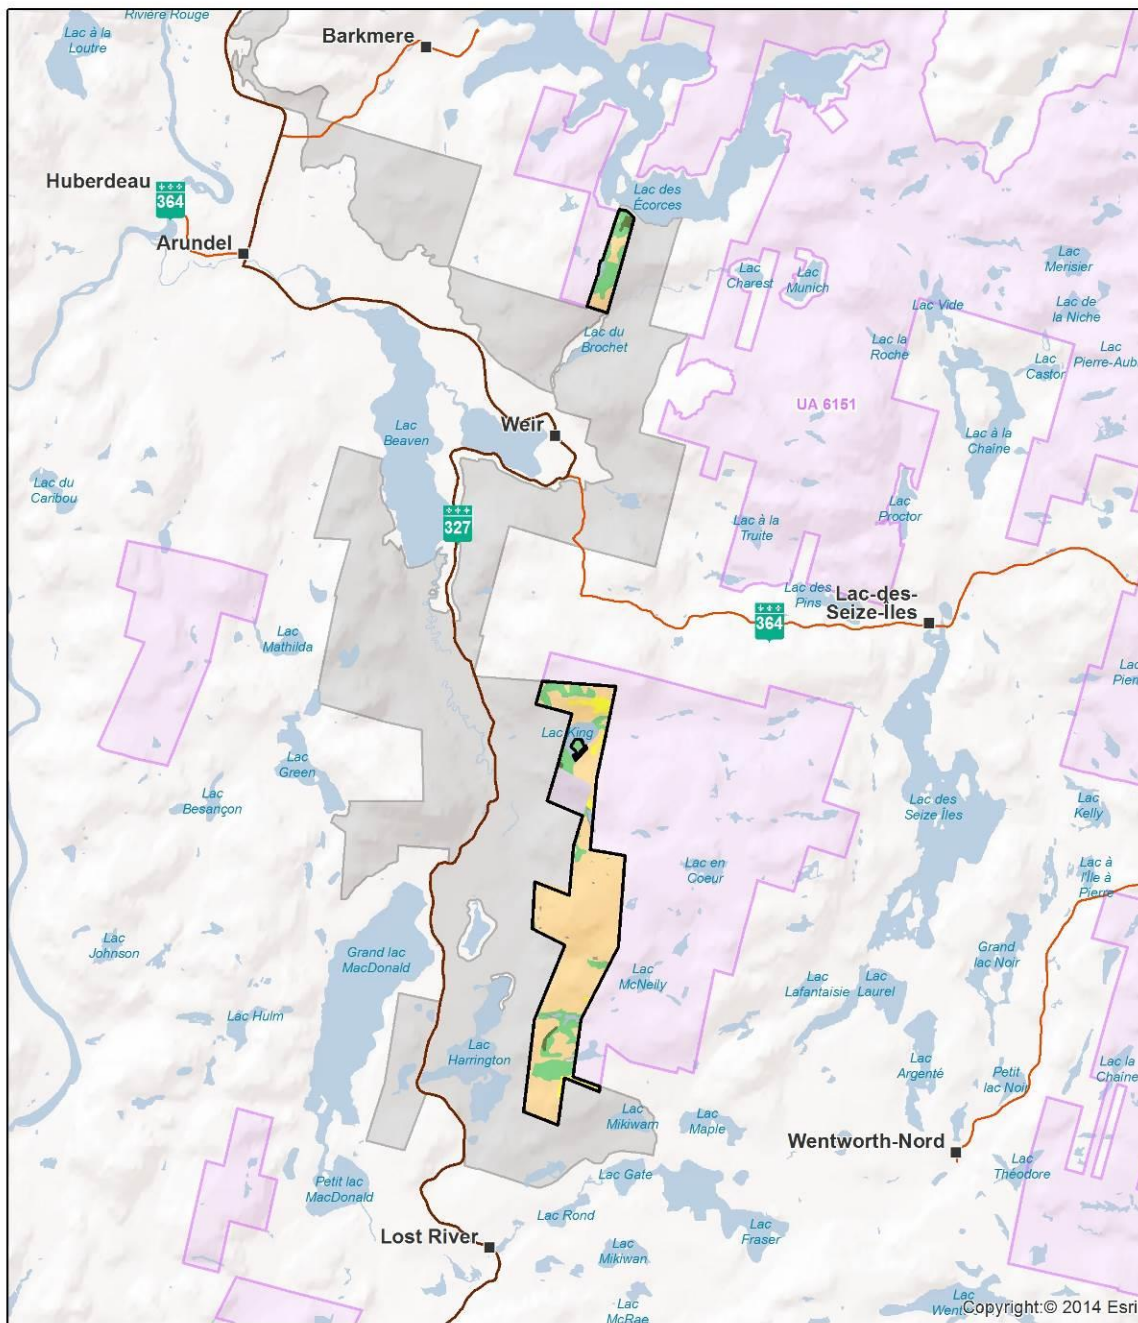 Rivière Rouge
Lac à la
Loutre
Barkmere
Huberdeau
364
Arundel
Lac des
Écorces
Lac
Charest
Lac
Munich
Lac
Merisier
Lac Vide
Lac de
la Niche
Lac du
Brochet
Lac la
Roche
Lac
Castor
Lac
Pierre-Aub
UA 6151
Lac
Beaven
Weir
Lac à la
Chaîne
Lac du
Caribou
327
Lac
Proctor
Lac à la
Truite
Lac des
Pins
Lac-des-
Seize-Îles
364
Lac
Mathilda
Lac
Pierr
Lac King
Lac
Green
Lac
Besançon
Lac des
Seize Îles
Lac
Kelly
Lac en
Coeur
Lac à
l'Île à
Pierre
Lac
Johnson
Grand lac
MacDonald
Grand
lac Noir
Lac
McNeily
Lac
Lafantaisie
Lac
Laurel
Lac Hulm
Lac
Harrington
Lac
Argenté
Petit
lac Noir
Lac la
Chaîne
Lac
Mikiwam
Lac
Maple
Wentworth-Nord
Lac
Théodore
Petit lac
MacDonald
Lac Gate
Lac Rond
Lac
Fraser
Lost River
Lac
Mikiwan
Lac
McRae
Lac
Copyright:© 2014 Esri